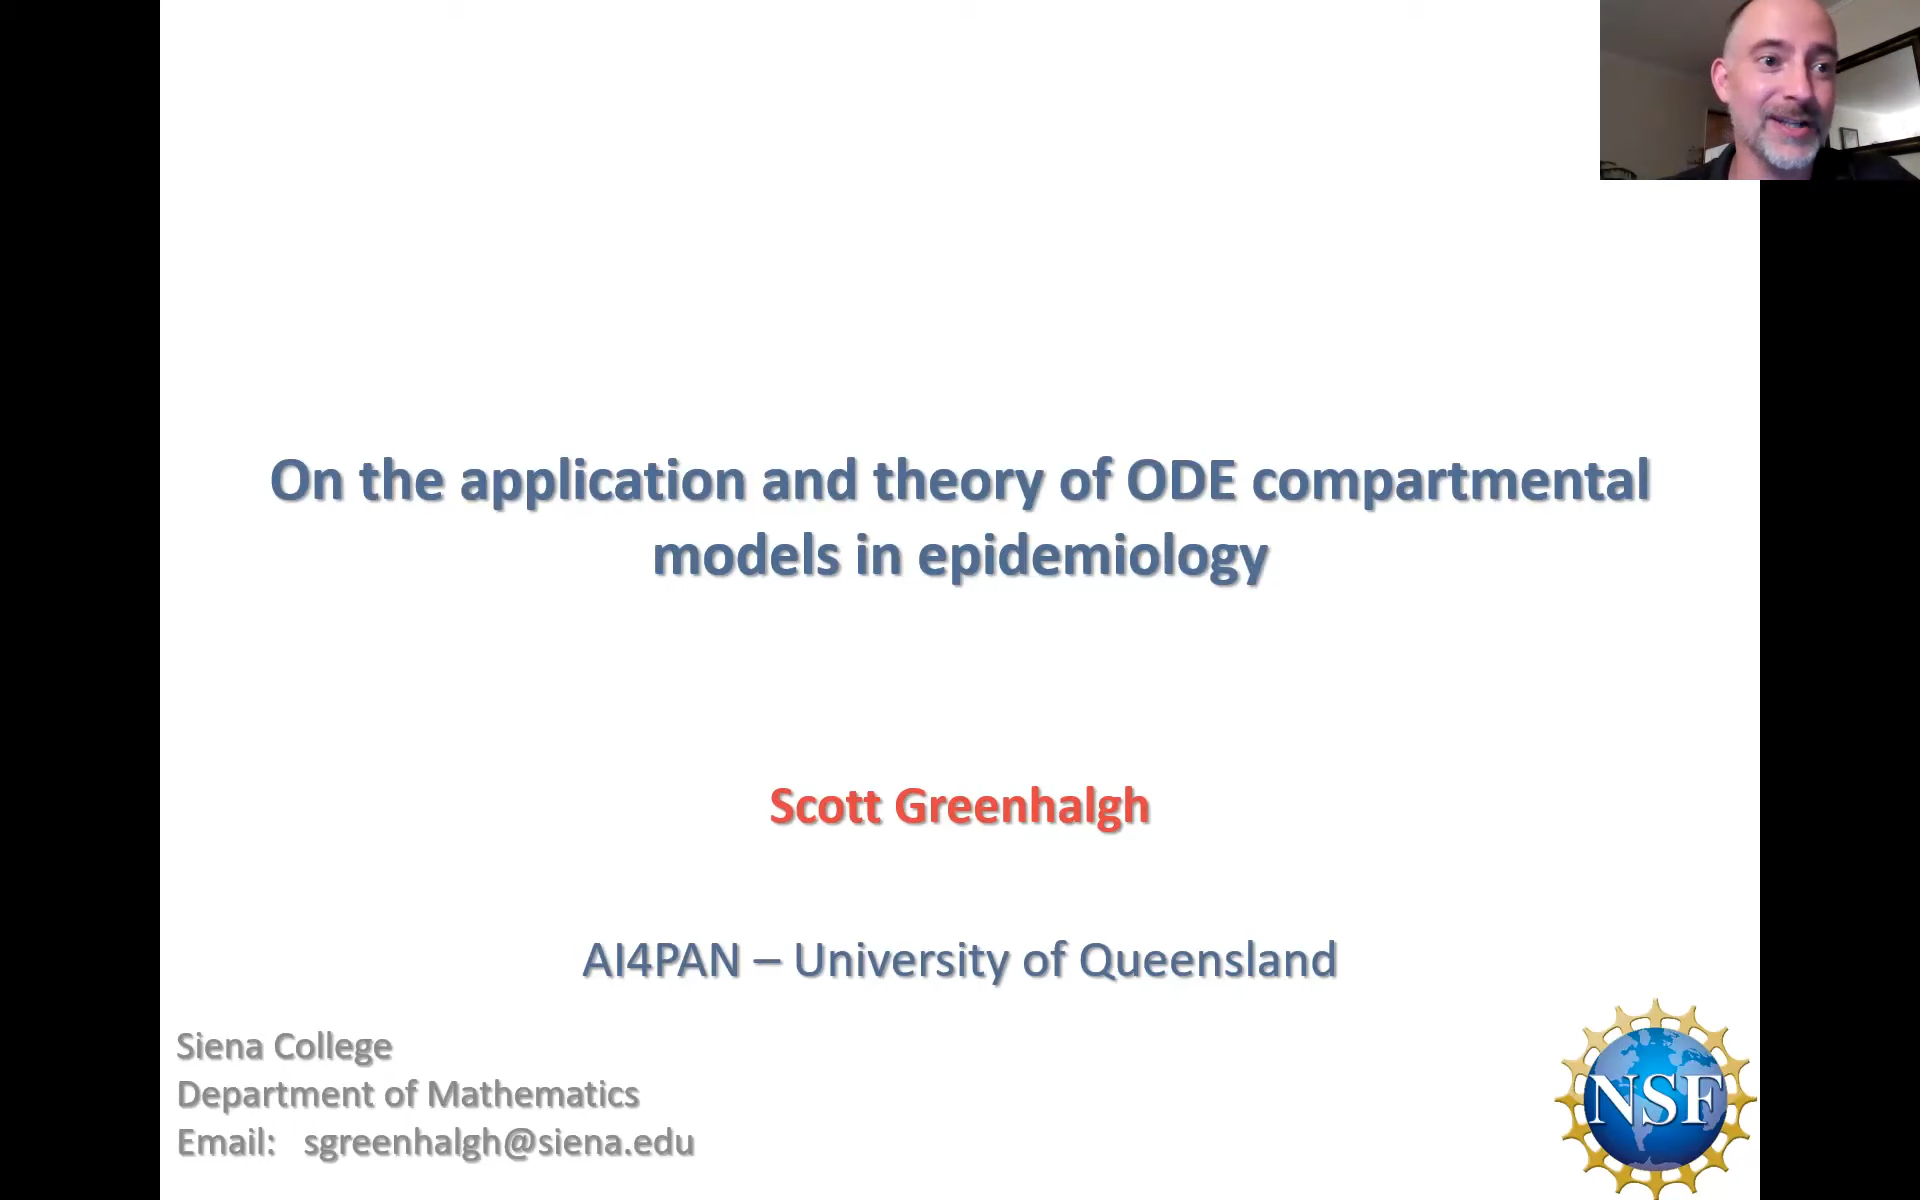 On the application and theory of ODE compartmental
models in epidemiology
Scott Greenhalgh
AI4PAN – University of Queensland
Siena College
Department of Mathematics
Email: sgreenhalgh@siena.edu
NSF